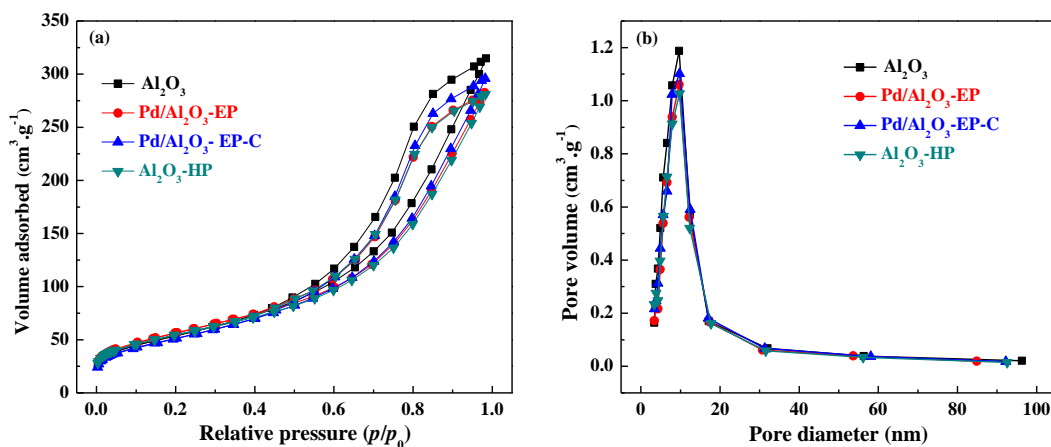 (a)
Al₂O₃
Pd/Al₂O₃-EP
Pd/Al₂O₃- EP-C
Al₂O₃-HP
350
300
250
200
150
100
50
0
Volume adsorbed (cm³.g⁻¹)
0.0 0.2 0.4 0.6 0.8 1.0
Relative pressure (p/p₀)
(b)
Al₂O₃
Pd/Al₂O₃-EP
Pd/Al₂O₃-EP-C
Al₂O₃-HP
1.2
1.0
0.8
0.6
0.4
0.2
0.0
Pore volume (cm³.g⁻¹)
0 20 40 60 80 100
Pore diameter (nm)